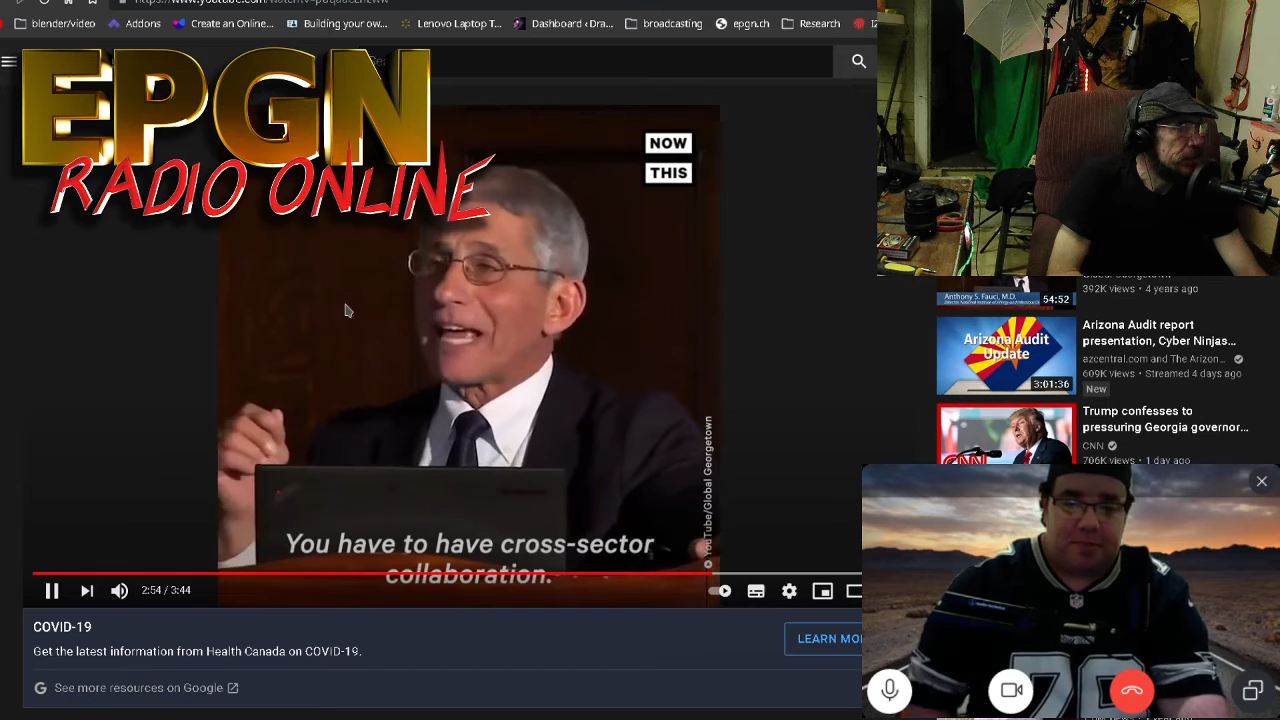 blender/video
Addons
Create an Online...
Building your ow...
Lenovo Laptop T...
Dashboard ‹ Dra...
broadcasting
epgn.ch
Research
EPGN
RADIO ONLINE
NOW
THIS
YouTube/Global Georgetown
You have to have cross-sector
collaboration.
2:54 / 3:44
COVID-19
Get the latest information from Health Canada on COVID-19.
LEARN MO
See more resources on Google
Anthony S. Fauci, M.D.
54:52
392K views • 4 years ago
Arizona Audit
Update
3:01:36
Arizona Audit report
presentation, Cyber Ninjas...
azcentral.com and The Arizon...
609K views • Streamed 4 days ago
New
Trump confesses to
pressuring Georgia governor...
CNN
706K views • 1 day ago